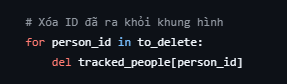 # Xóa ID đã ra khỏi khung hình
for person_id in to_delete:
    del tracked_people[person_id]